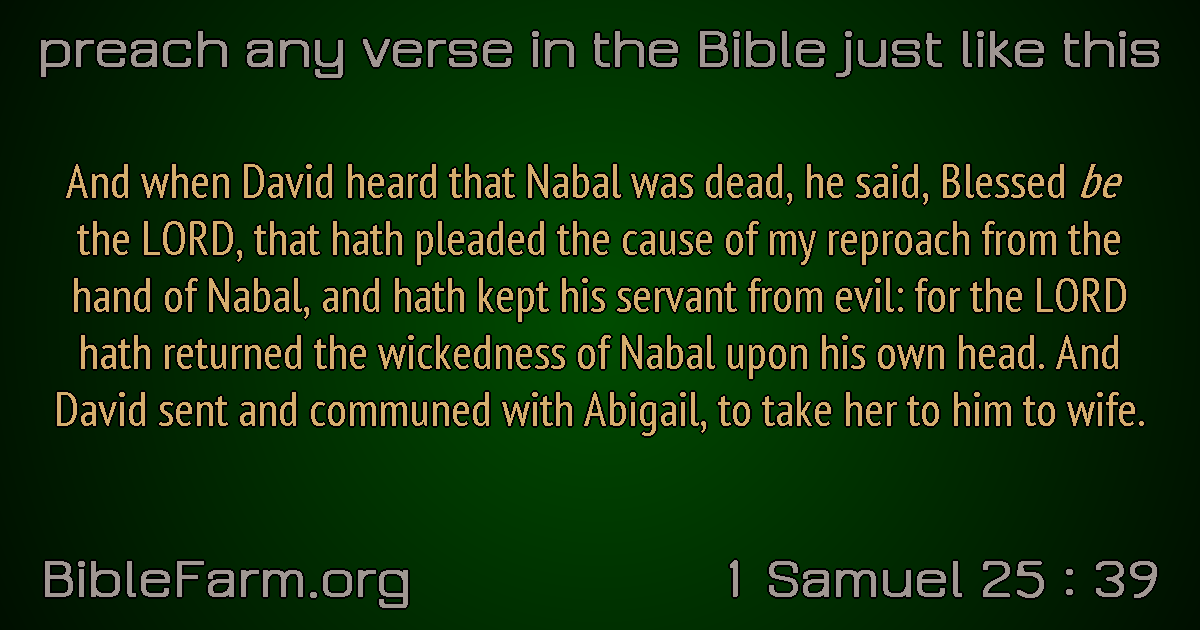 preach any verse in the Bible just like this
And when David heard that Nabal was dead, he said, Blessed be
the LORD, that hath pleaded the cause of my reproach from the
hand of Nabal, and hath kept his servant from evil: for the LORD
hath returned the wickedness of Nabal upon his own head. And
David sent and communed with Abigail, to take her to him to wife.
BibleFarm.org
1 Samuel 25 : 39